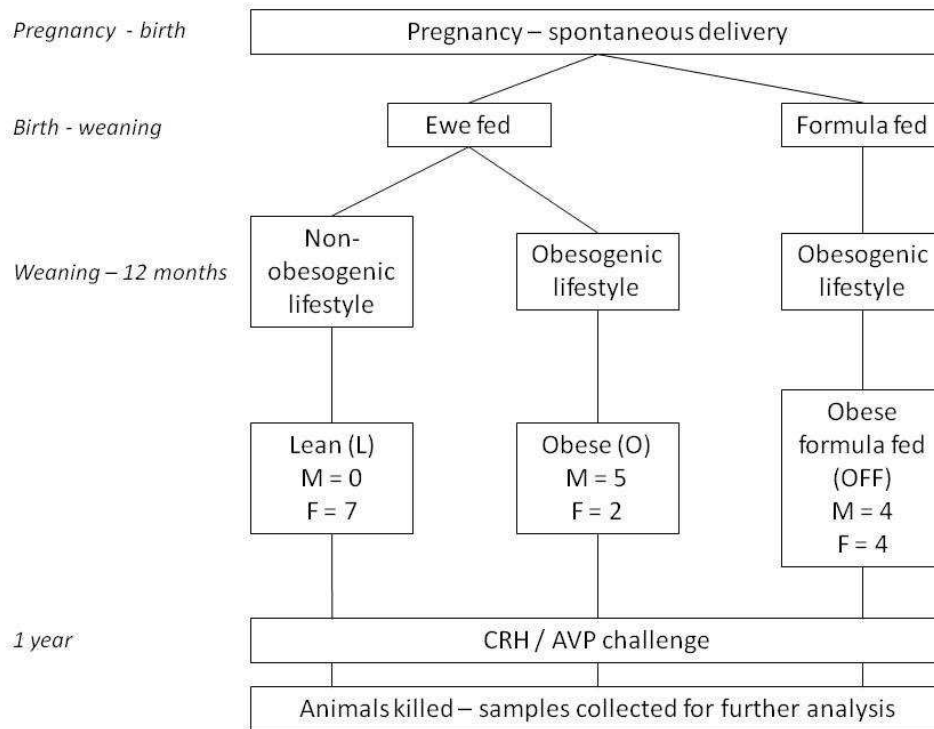 Pregnancy - birth
Pregnancy – spontaneous delivery
Birth - weaning
Ewe fed
Formula fed
Weaning – 12 months
Non-
obesogenic
lifestyle
Obesogenic
lifestyle
Obesogenic
lifestyle
Lean (L)
M = 0
F = 7
Obese (O)
M = 5
F = 2
Obese
formula fed
(OFF)
M = 4
F = 4
1 year
CRH / AVP challenge
Animals killed – samples collected for further analysis